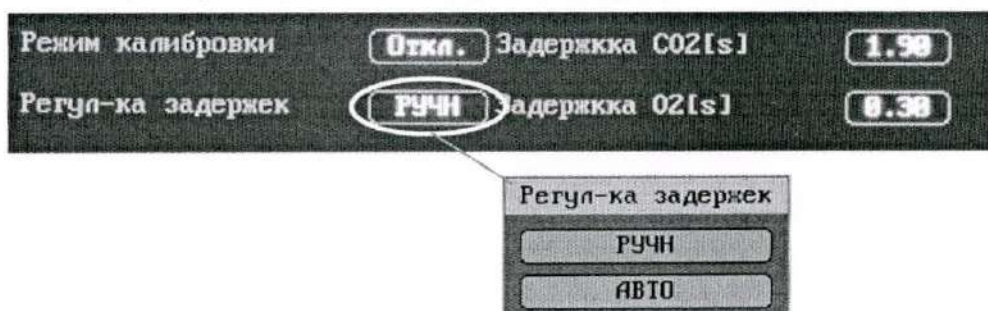 Режим калибровки Откл. Задержкка CO2[s] 1.90
Регул-ка задержек РУЧН Задержкка O2[s] 0.30
Регул-ка задержек
РУЧН
АВТО